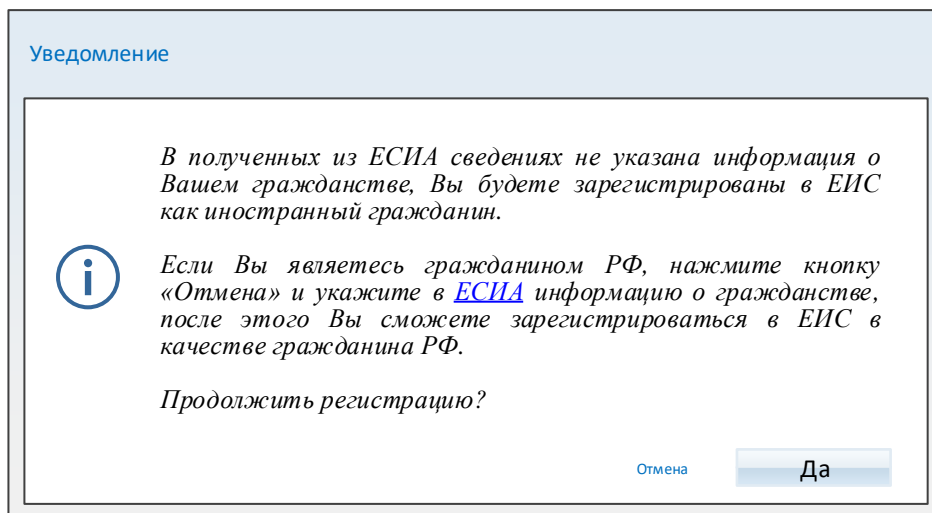 Уведомление
В полученных из ЕСИА сведениях не указана информация о
Вашем гражданстве, Вы будете зарегистрированы в ЕИС
как иностранный гражданин.
Если Вы являетесь гражданином РФ, нажмите кнопку
«Отмена» и укажите в ЕСИА информацию о гражданстве,
после этого Вы сможете зарегистрироваться в ЕИС в
качестве гражданина РФ.
Продолжить регистрацию?
Отмена
Да